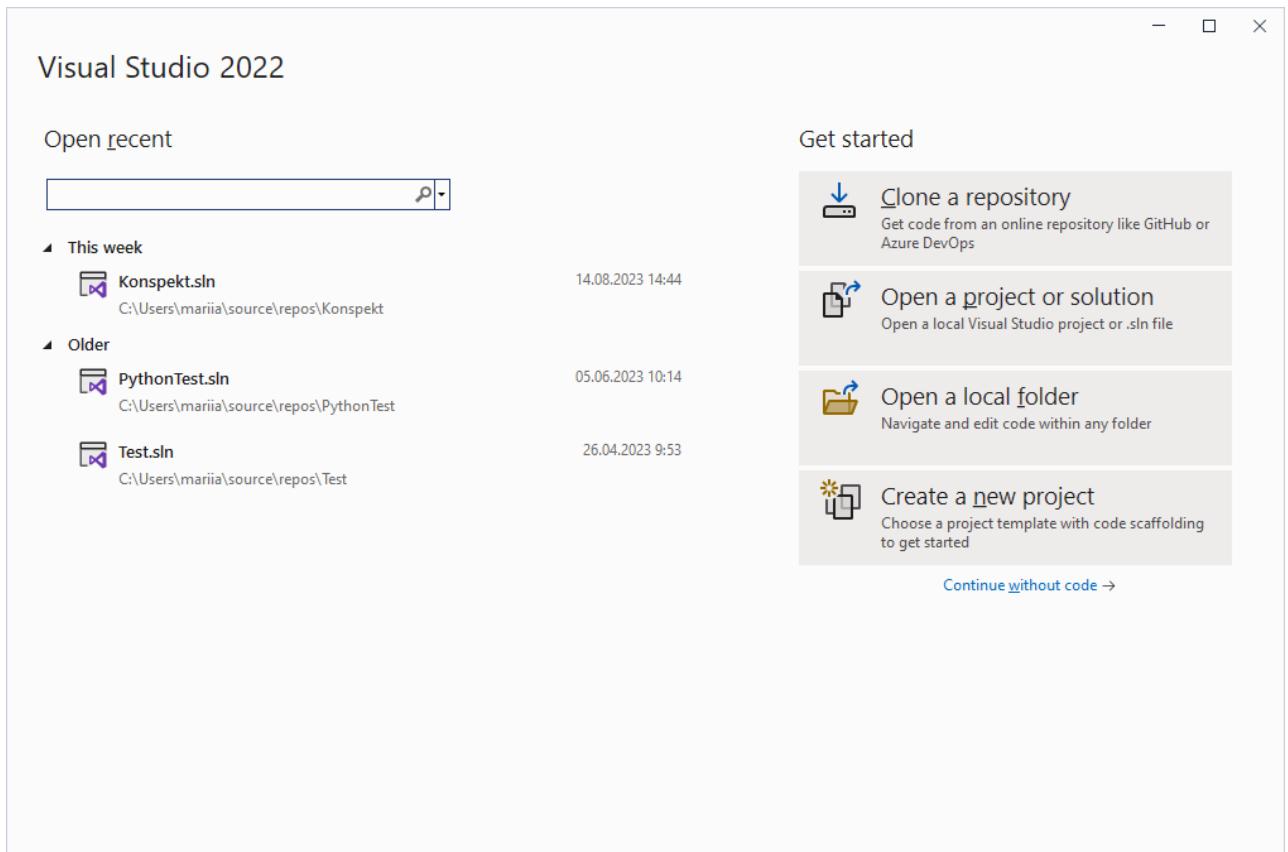 Visual Studio 2022
Open recent
This week
Konspekt.sln
14.08.2023 14:44
C:\Users\mariia\source\repos\Konspekt
Older
PythonTest.sln
05.06.2023 10:14
C:\Users\mariia\source\repos\PythonTest
Test.sln
26.04.2023 9:53
C:\Users\mariia\source\repos\Test
Get started
Clone a repository
Get code from an online repository like GitHub or
Azure DevOps
Open a project or solution
Open a local Visual Studio project or .sln file
Open a local folder
Navigate and edit code within any folder
Create a new project
Choose a project template with code scaffolding
to get started
Continue without code →